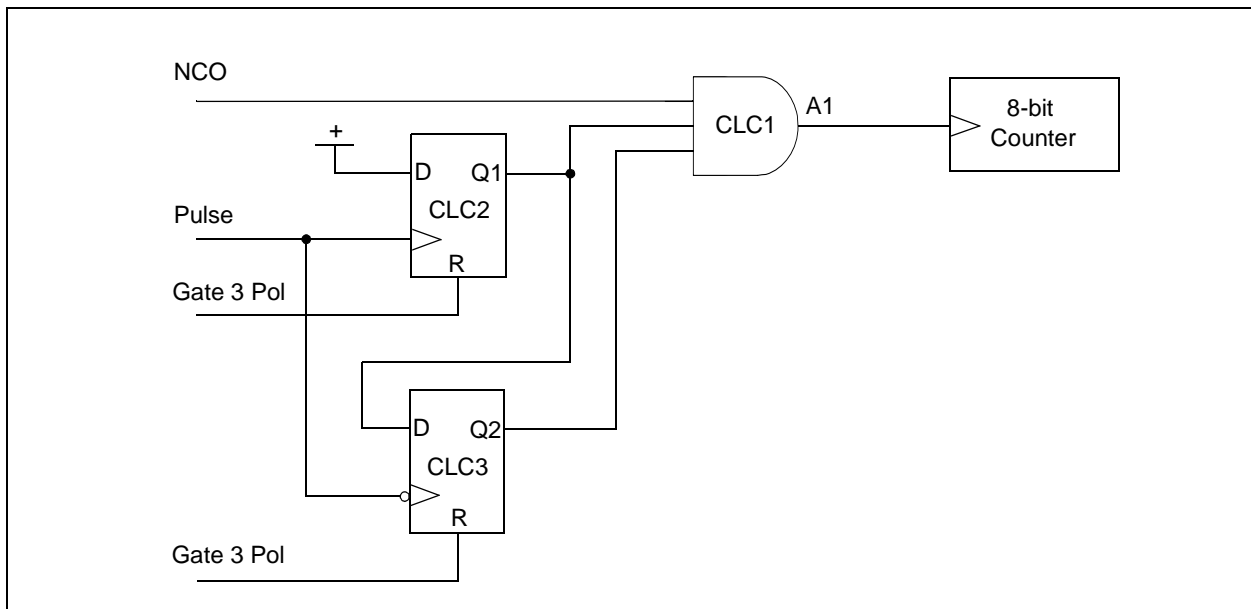 NCO
A1
CLC1
8-bit
Counter
+
D
Q1
CLC2
Pulse
R
Gate 3 Pol
D
Q2
CLC3
R
Gate 3 Pol